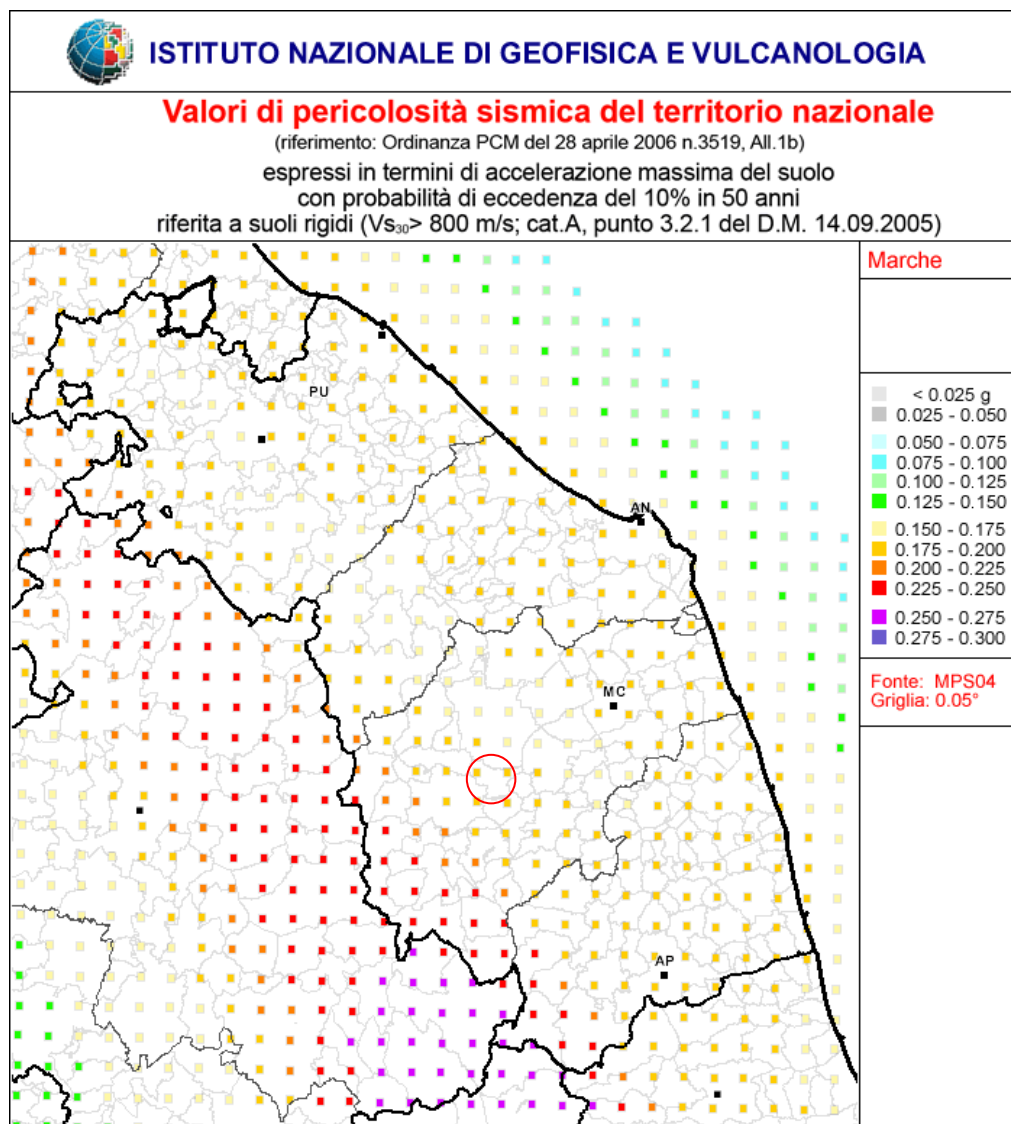 ISTITUTO NAZIONALE DI GEOFISICA E VULCANOLOGIA
Valori di pericolosità sismica del territorio nazionale
(riferimento: Ordinanza PCM del 28 aprile 2006 n.3519, All.1b)
espressi in termini di accelerazione massima del suolo
con probabilità di eccedenza del 10% in 50 anni
riferita a suoli rigidi (Vs₃₀> 800 m/s; cat.A, punto 3.2.1 del D.M. 14.09.2005)
Marche
PU
AN
MC
AP
< 0.025 g
0.025 - 0.050
0.050 - 0.075
0.075 - 0.100
0.100 - 0.125
0.125 - 0.150
0.150 - 0.175
0.175 - 0.200
0.200 - 0.225
0.225 - 0.250
0.250 - 0.275
0.275 - 0.300
Fonte: MPS04
Griglia: 0.05°